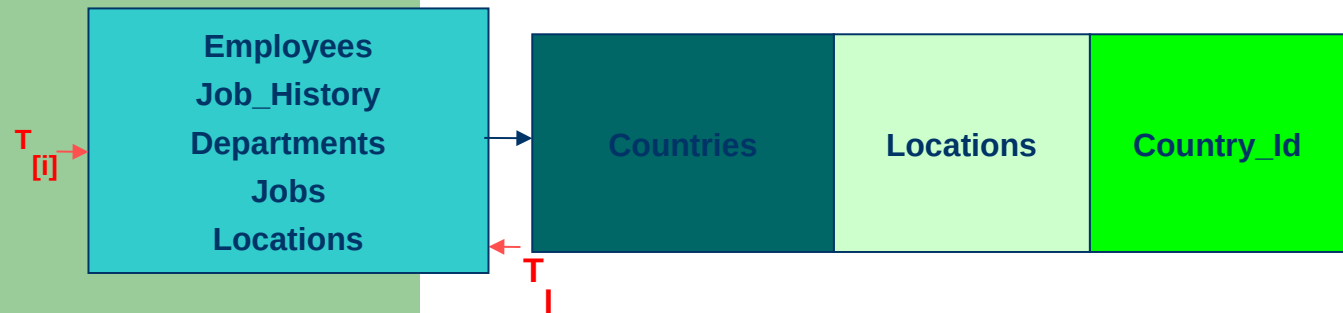 Employees
Job_History
Departments
Jobs
Locations
T
[i]
Countries
Locations
Country_Id
T
l